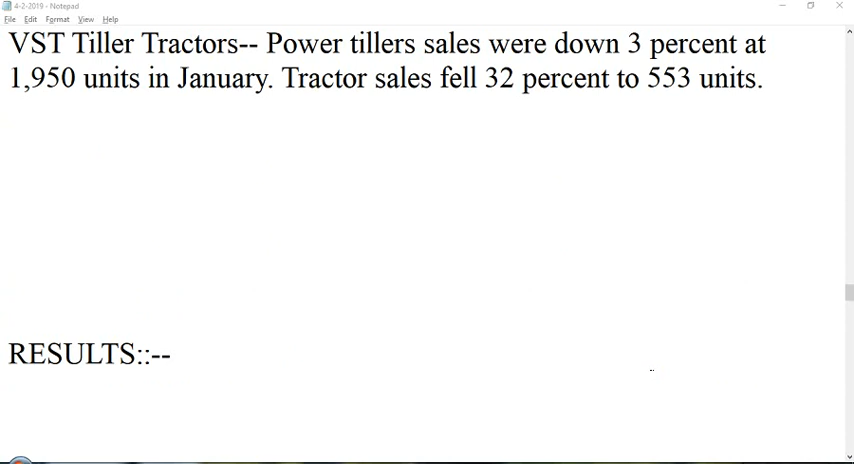 4-2-2019 - Notepad
File Edit Format View Help
VST Tiller Tractors-- Power tillers sales were down 3 percent at
1,950 units in January. Tractor sales fell 32 percent to 553 units.
RESULTS::--